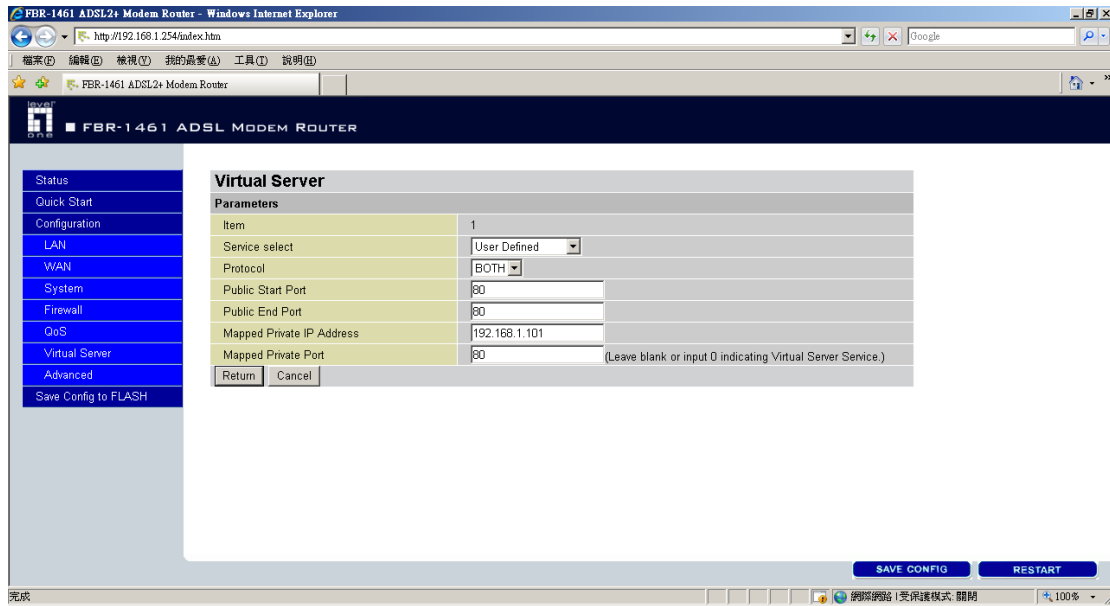 FBR-1461 ADSL2+ Modem Router - Windows Internet Explorer
http://192.168.1.254/index.htm
Google
檔案(F) 編輯(E) 檢視(V) 我的最愛(A) 工具(T) 說明(H)
FBR-1461 ADSL2+ Modem Router
level one
FBR-1461 ADSL Modem Router
Status
Quick Start
Configuration
LAN
WAN
System
Firewall
QoS
Virtual Server
Advanced
Save Config to FLASH
Virtual Server
Parameters
Item 1
Service select User Defined
Protocol BOTH
Public Start Port 80
Public End Port 80
Mapped Private IP Address 192.168.1.101
Mapped Private Port 80 (Leave blank or input 0 indicating Virtual Server Service.)
Return Cancel
SAVE CONFIG RESTART
完成 網際網路 | 受保護模式: 關閉 100%